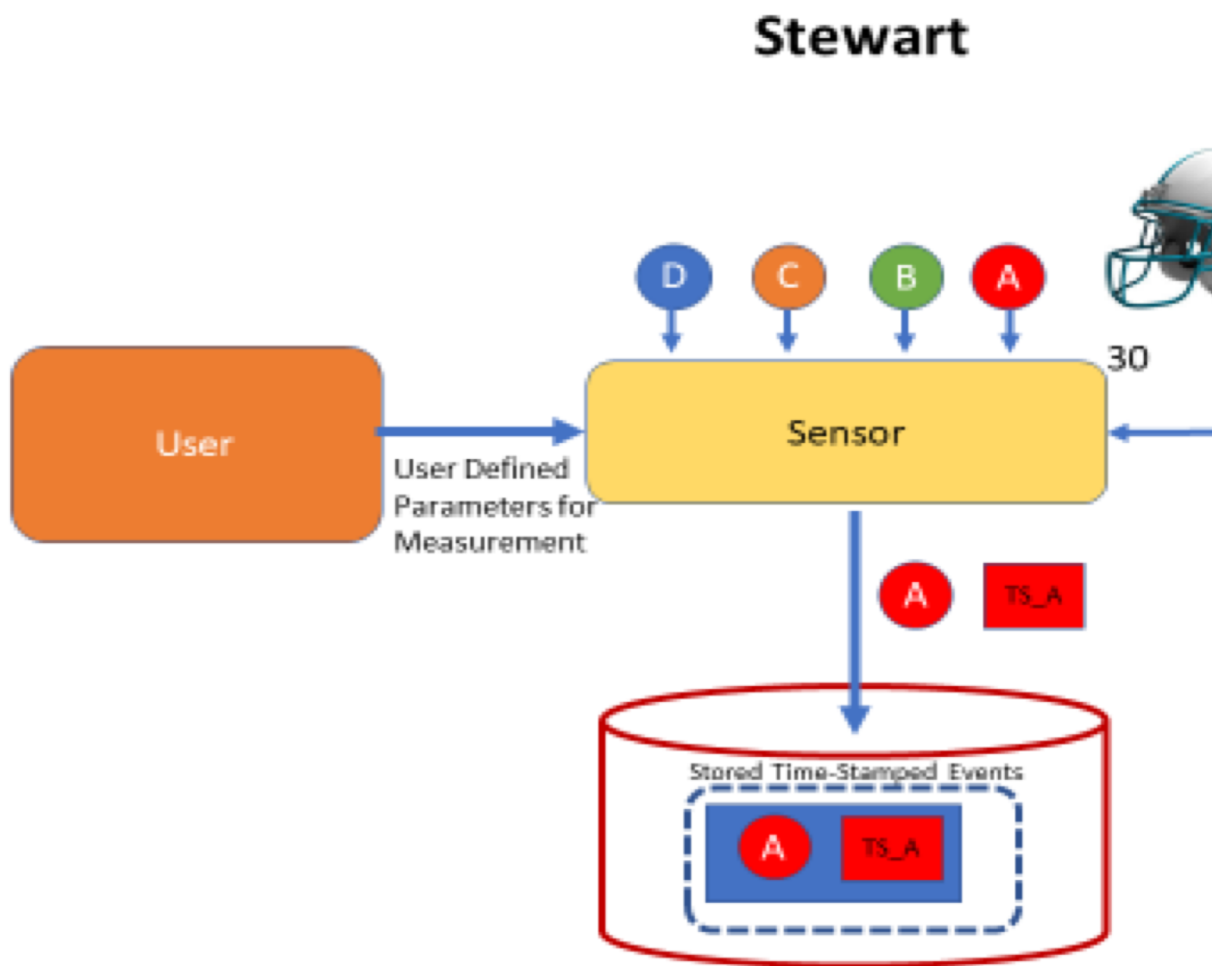 Stewart
D
C
B
A
30
User
Sensor
User Defined
Parameters for
Measurement
A
TS_A
Stored Time-Stamped Events
A
TS_A